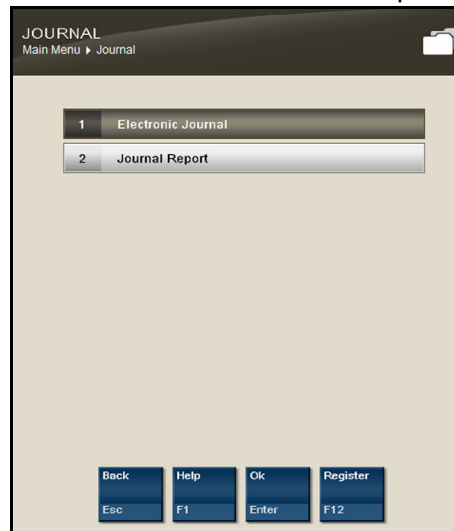 JOURNAL
Main Menu ▸ Journal
1 Electronic Journal
2 Journal Report
Back Help Ok Register
Esc F1 Enter F12